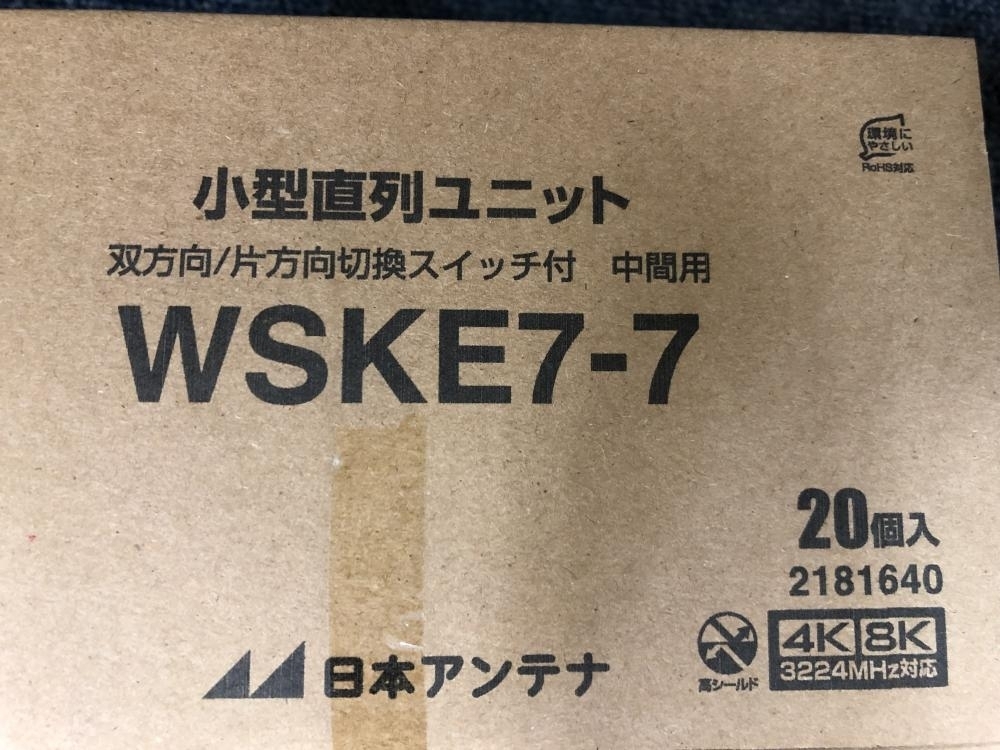 環境に
やさしい
RoHS対応
小型直列ユニット
双方向/片方向切換スイッチ付 中間用
WSKE7-7
20個入
2181640
高シールド
4K 8K
3224MHz対応
日本アンテナ